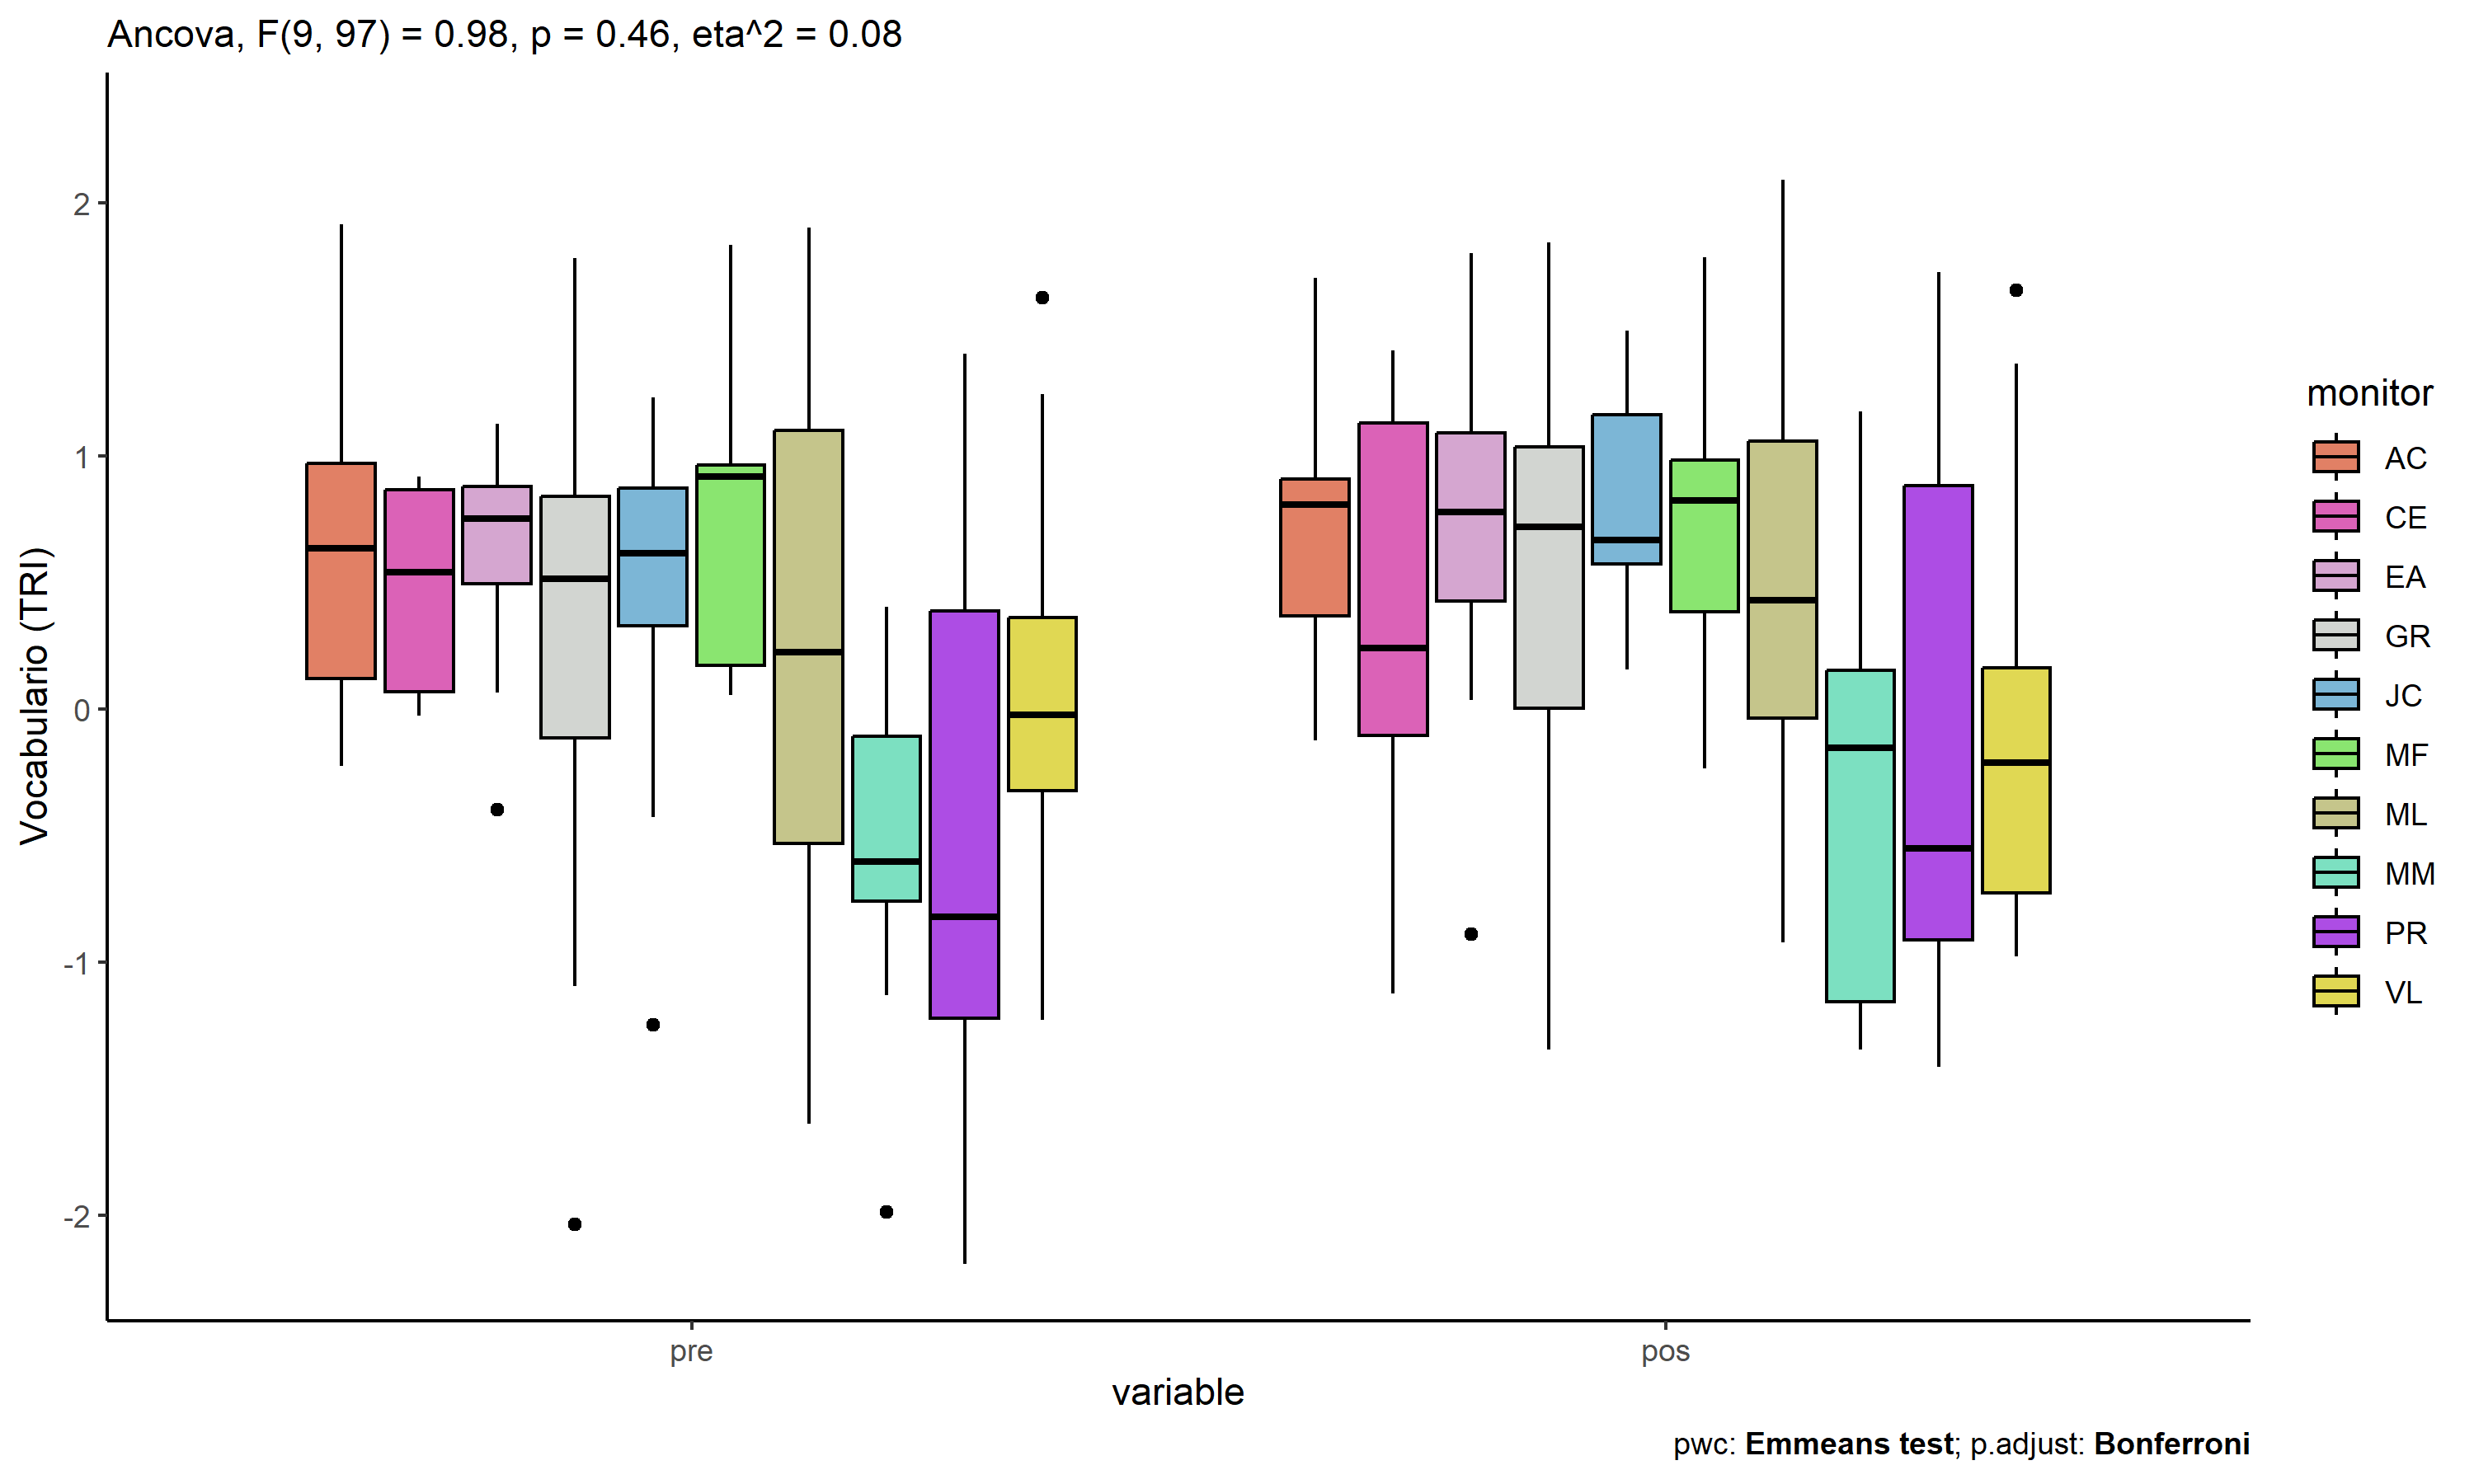 Ancova, F(9, 97) = 0.98, p = 0.46, eta^2 = 0.08
Vocabulario (TRI)
2
1
0
-1
-2
pre
pos
variable
monitor
AC
CE
EA
GR
JC
MF
ML
MM
PR
VL
pwc: Emmeans test; p.adjust: Bonferroni